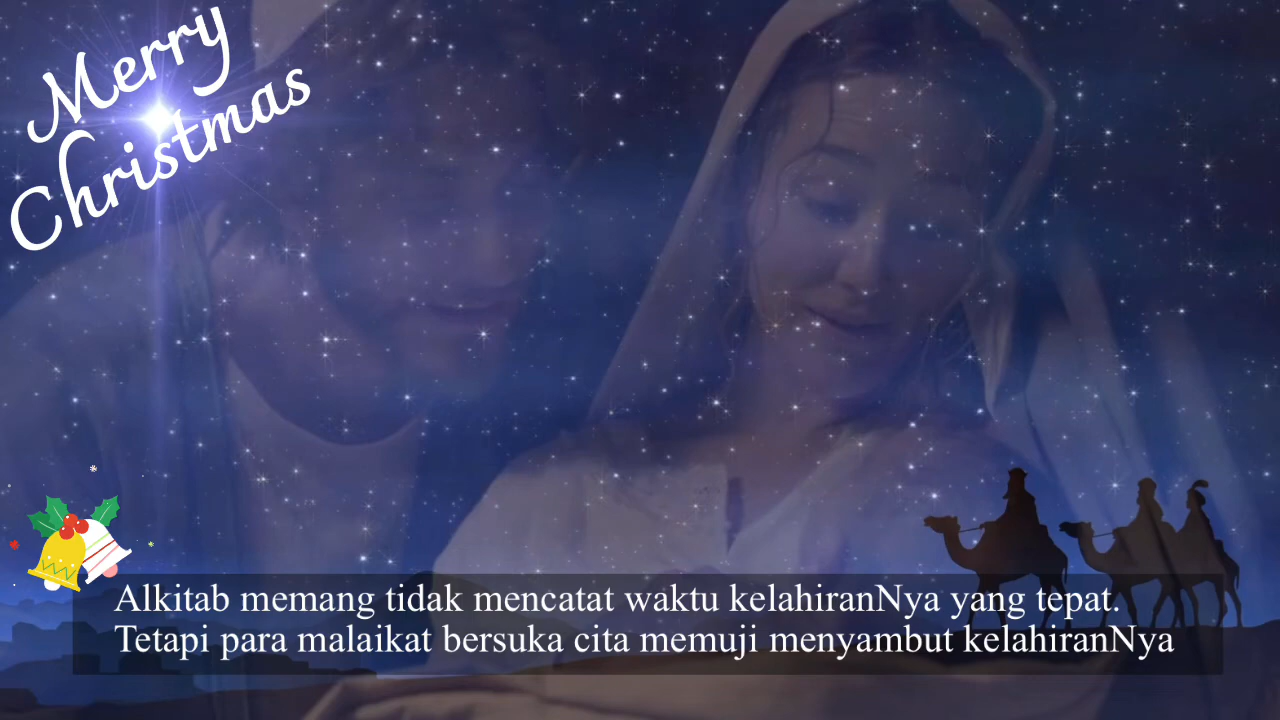 Merry
Christmas
Alkitab memang tidak mencatat waktu kelahiranNya yang tepat.
Tetapi para malaikat bersuka cita memuji menyambut kelahiranNya